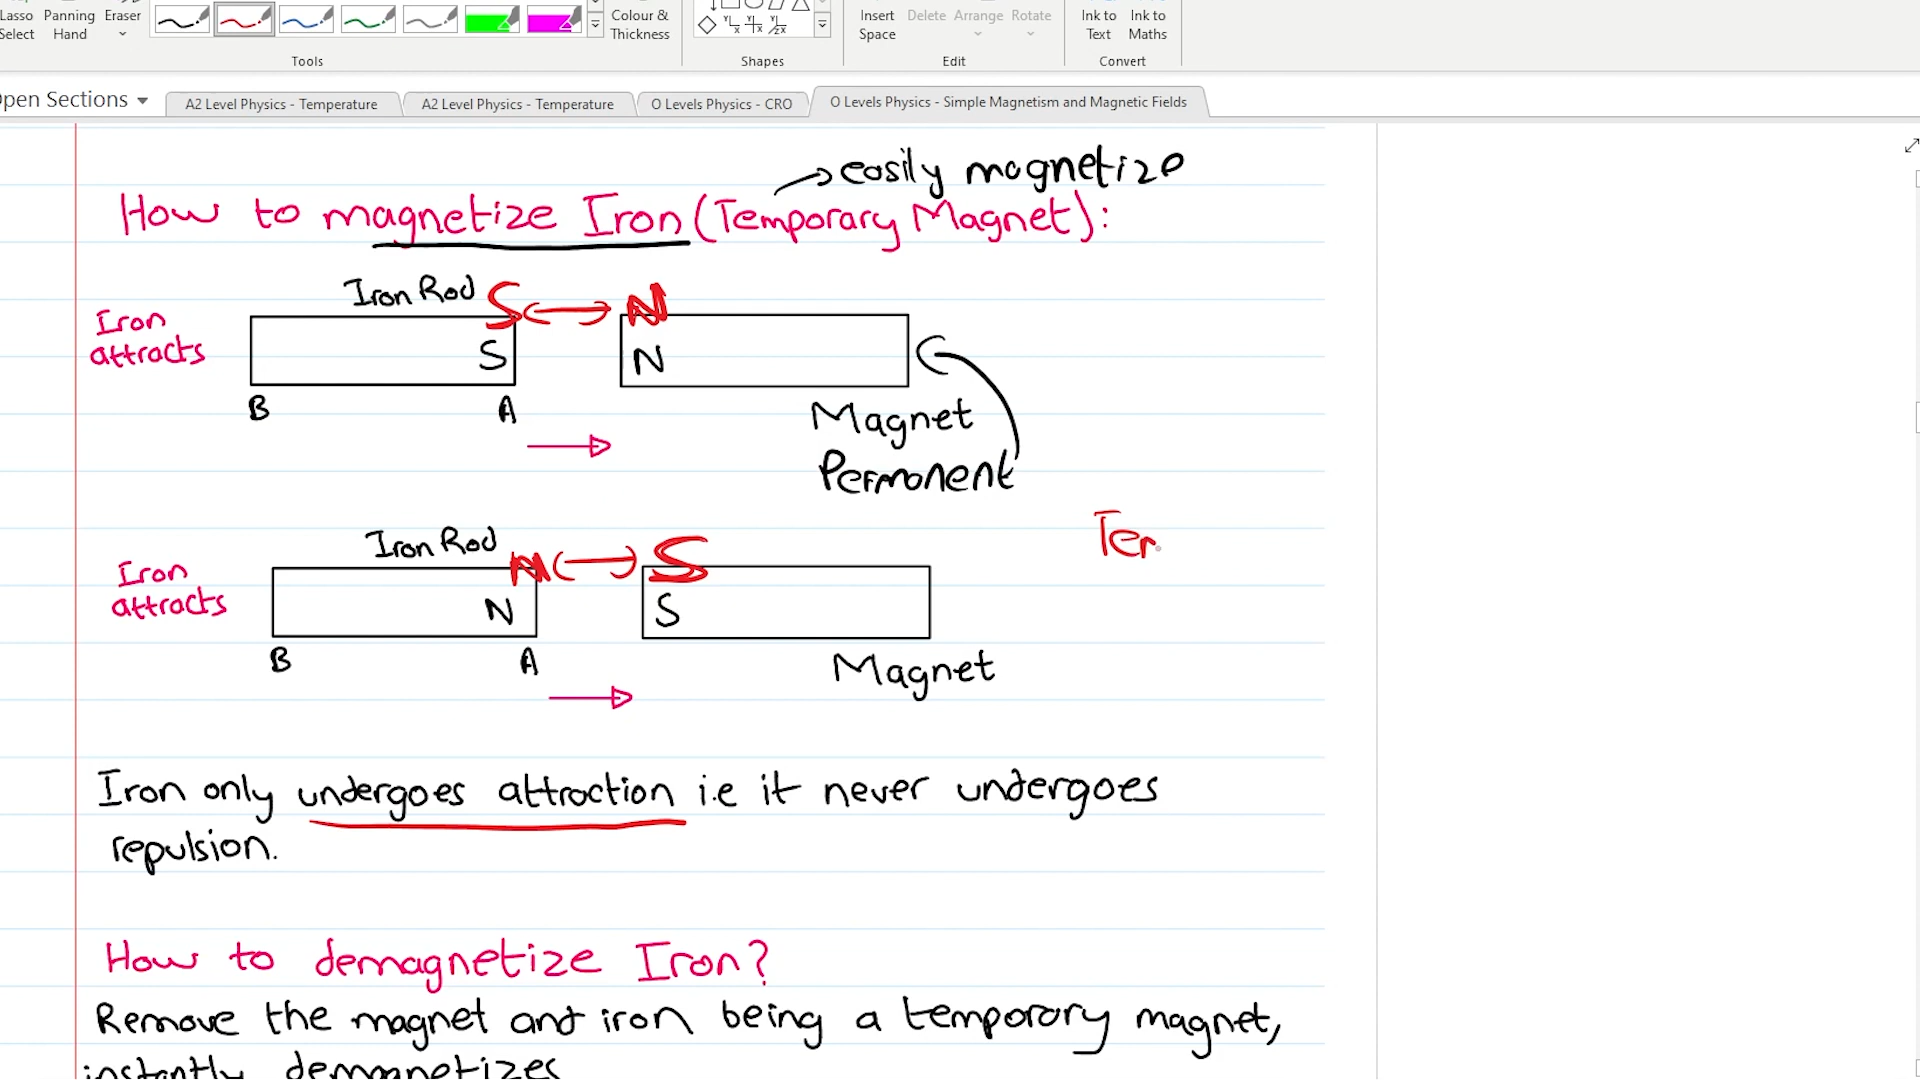 Lasso Panning Eraser Colour & Insert Delete Arrange Rotate Ink to Ink to
Select Hand Thickness Space Text Maths
Tools Shapes Edit Convert
Open Sections A2 Level Physics - Temperature A2 Level Physics - Temperature O Levels Physics - CRO O Levels Physics - Simple Magnetism and Magnetic Fields
easily magnetize
How to magnetize Iron (Temporary Magnet):
Iron Rod S N
Iron
attracts
S N
B A
Magnet
Permanent
Ter
Iron Rod N S
Iron
attracts
N S
B A
Magnet
Iron only undergoes attraction i.e it never undergoes
repulsion.
How to demagnetize Iron?
Remove the magnet and iron being a temporary magnet,
instantly demagnetizes